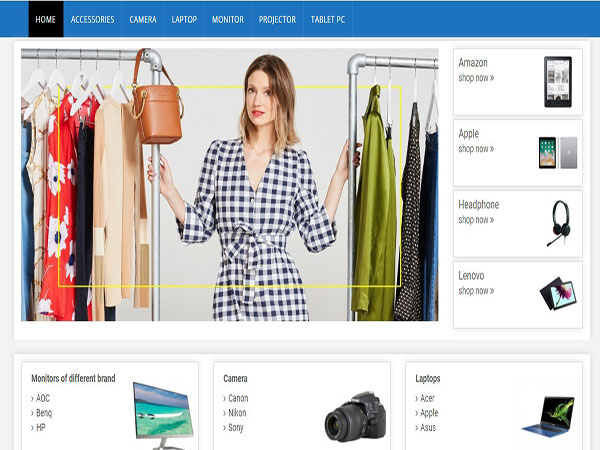 HOME ACCESSORIES CAMERA LAPTOP MONITOR PROJECTOR TABLET PC
Amazon
shop now »
Apple
shop now »
Headphone
shop now »
Lenovo
shop now »
Monitors of different brand
› AOC
› Benq
› HP
Camera
› Canon
› Nikon
› Sony
Laptops
› Acer
› Apple
› Asus